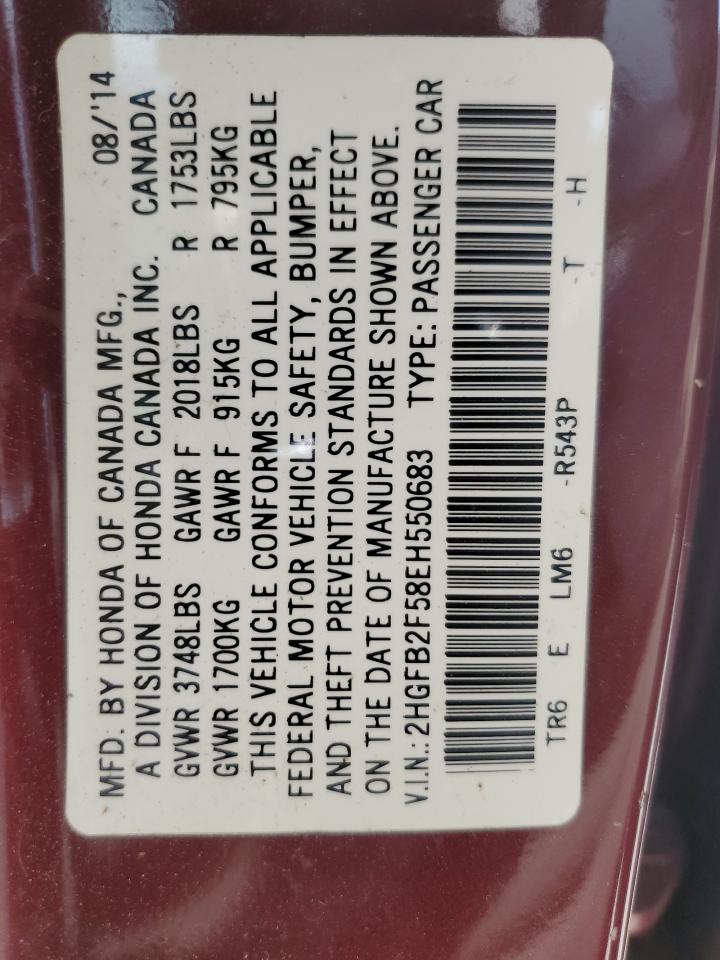 MFD. BY HONDA OF CANADA MFG., 08/'14
A DIVISION OF HONDA CANADA INC. CANADA
GVWR 3748LBS GAWR F 2018LBS R 1753LBS
GVWR 1700KG GAWR F 915KG R 795KG
THIS VEHICLE CONFORMS TO ALL APPLICABLE
FEDERAL MOTOR VEHICLE SAFETY, BUMPER,
AND THEFT PREVENTION STANDARDS IN EFFECT
ON THE DATE OF MANUFACTURE SHOWN ABOVE.
V.I.N.: 2HGFB2F58EH550683 TYPE: PASSENGER CAR
TR6 E LM6 -R543P -T -H